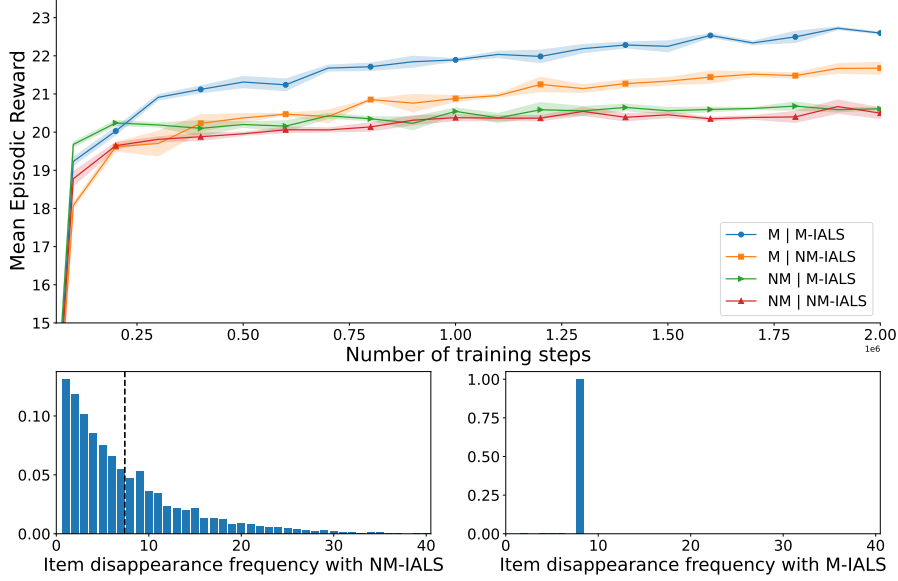 Mean Episodic Reward
23
22
21
20
19
18
17
16
15
M | M-IALS
M | NM-IALS
NM | M-IALS
NM | NM-IALS
0.25 0.50 0.75 1.00 1.25 1.50 1.75 2.00
Number of training steps
1e6
0.10
0.05
0.00
0 10 20 30 40
Item disappearance frequency with NM-IALS
1.00
0.75
0.50
0.25
0.00
0 10 20 30 40
Item disappearance frequency with M-IALS